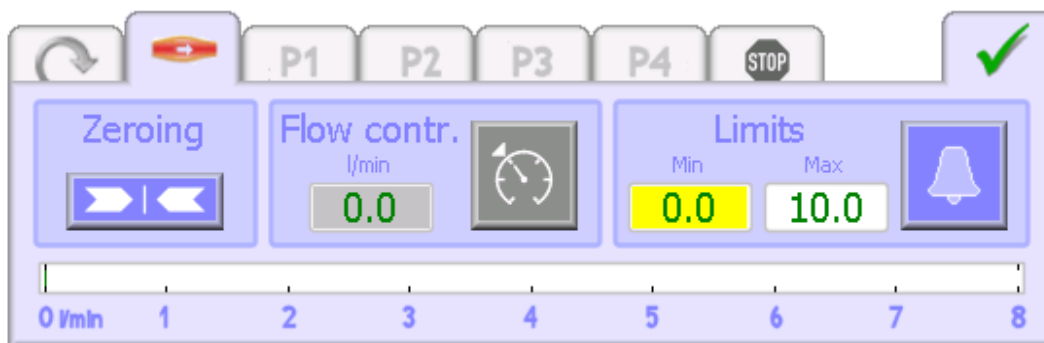 P1 P2 P3 P4 STOP
Zeroing Flow contr. Limits
l/min Min Max
0.0 0.0 10.0
0 l/min 1 2 3 4 5 6 7 8